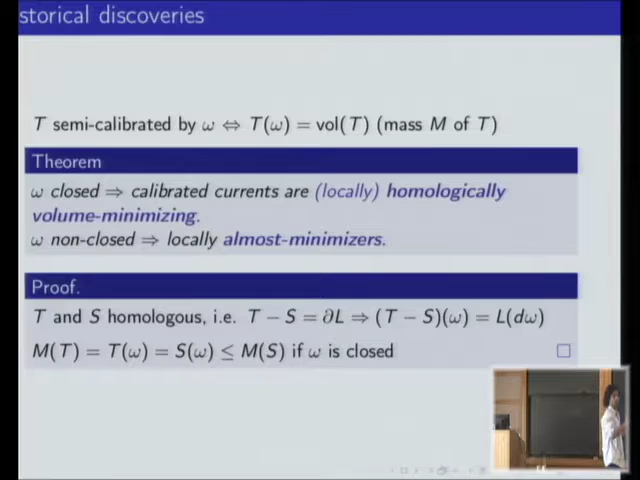 storical discoveries
T semi-calibrated by ω ⇔ T(ω) = vol(T) (mass M of T)
Theorem
ω closed ⇒ calibrated currents are (locally) homologically
volume-minimizing.
ω non-closed ⇒ locally almost-minimizers.
Proof.
T and S homologous, i.e. T − S = ∂L ⇒ (T − S)(ω) = L(dω)
M(T) = T(ω) = S(ω) ≤ M(S) if ω is closed □